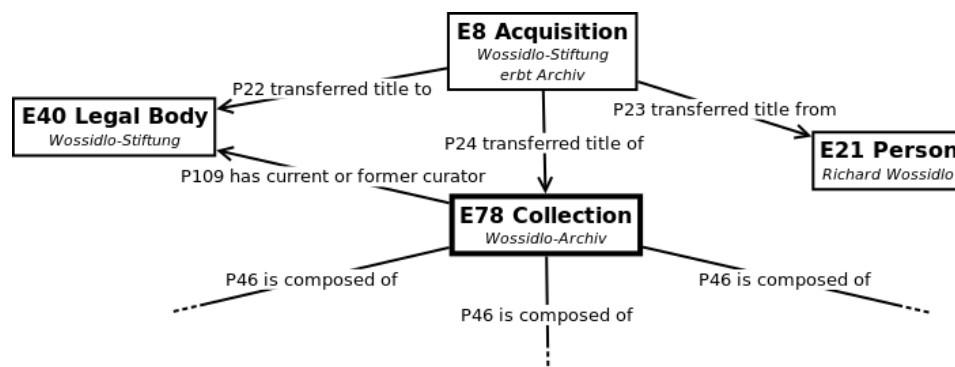 E8 Acquisition
Wossidlo-Stiftung
erbt Archiv
P22 transferred title to
P23 transferred title from
E40 Legal Body
Wossidlo-Stiftung
P24 transferred title of
E21 Person
Richard Wossidlo
P109 has current or former curator
E78 Collection
Wossidlo-Archiv
P46 is composed of
P46 is composed of
P46 is composed of